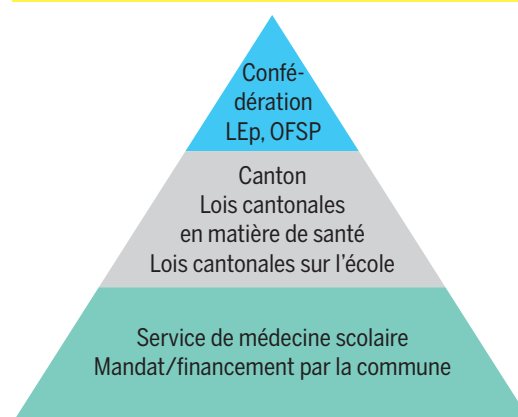 Confé-
dération
LEp, OFSP
Canton
Lois cantonales
en matière de santé
Lois cantonales sur l'école
Service de médecine scolaire
Mandat/financement par la commune